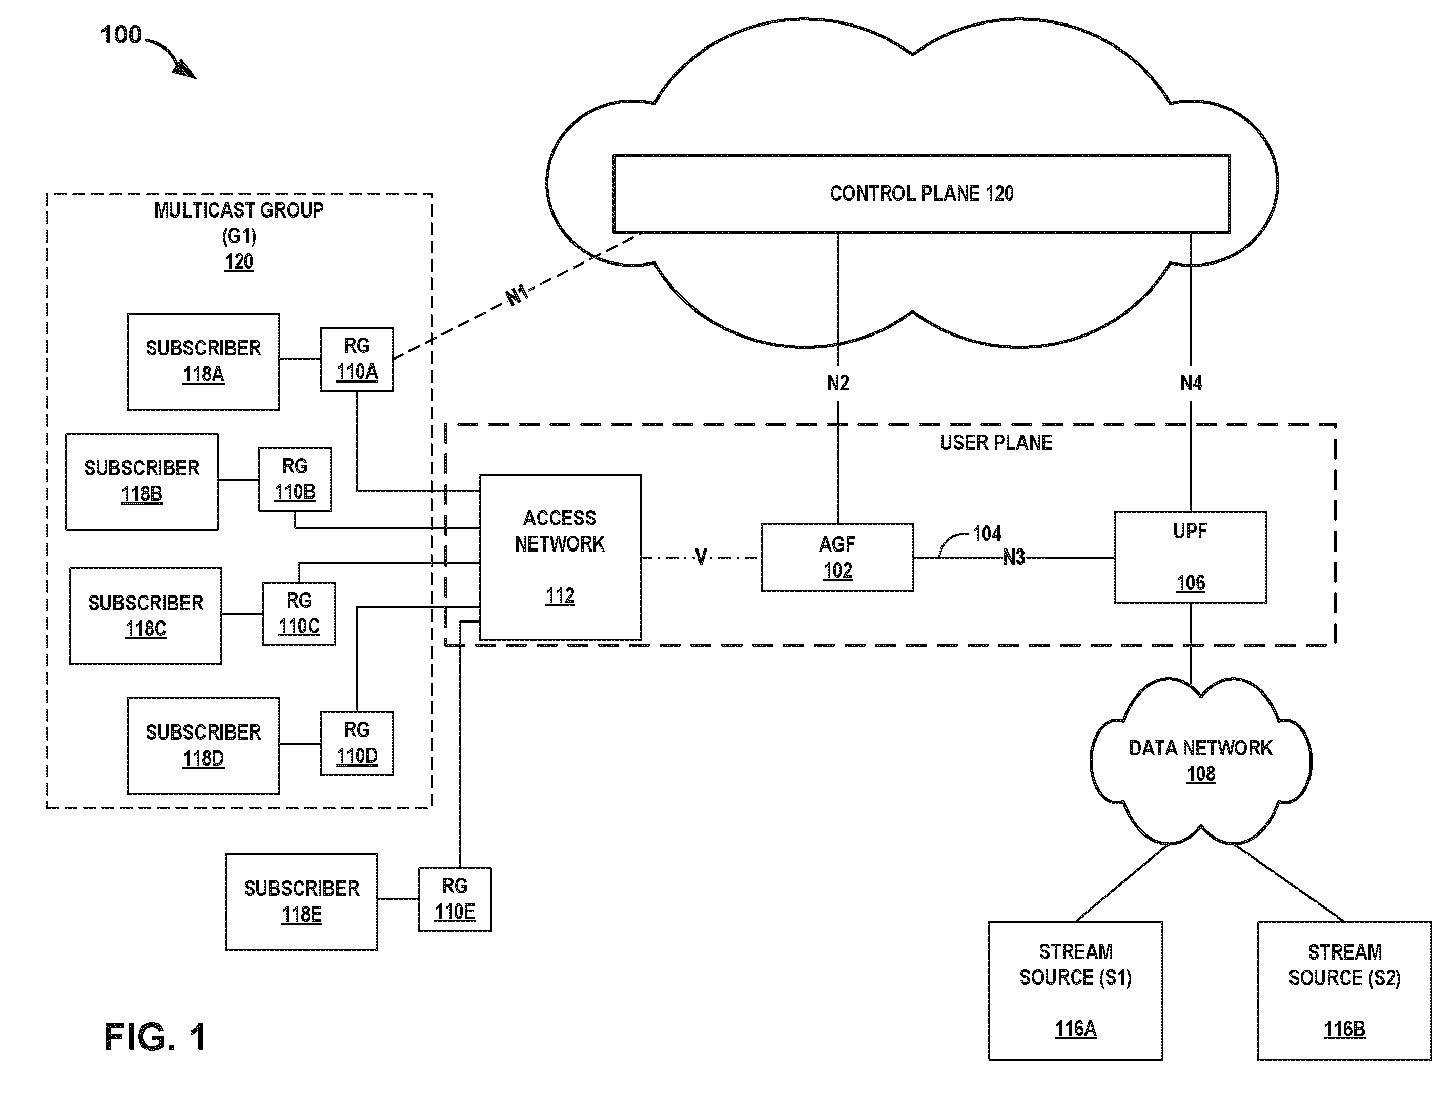 100
CONTROL PLANE 120
MULTICAST GROUP
(G1)
120
N1
SUBSCRIBER
118A
RG
110A
N2
N4
USER PLANE
SUBSCRIBER
118B
RG
110B
ACCESS
NETWORK
112
V
AGF
102
104
N3
UPF
106
SUBSCRIBER
118C
RG
110C
SUBSCRIBER
118D
RG
110D
DATA NETWORK
108
SUBSCRIBER
118E
RG
110E
STREAM
SOURCE (S1)
116A
STREAM
SOURCE (S2)
116B
FIG. 1